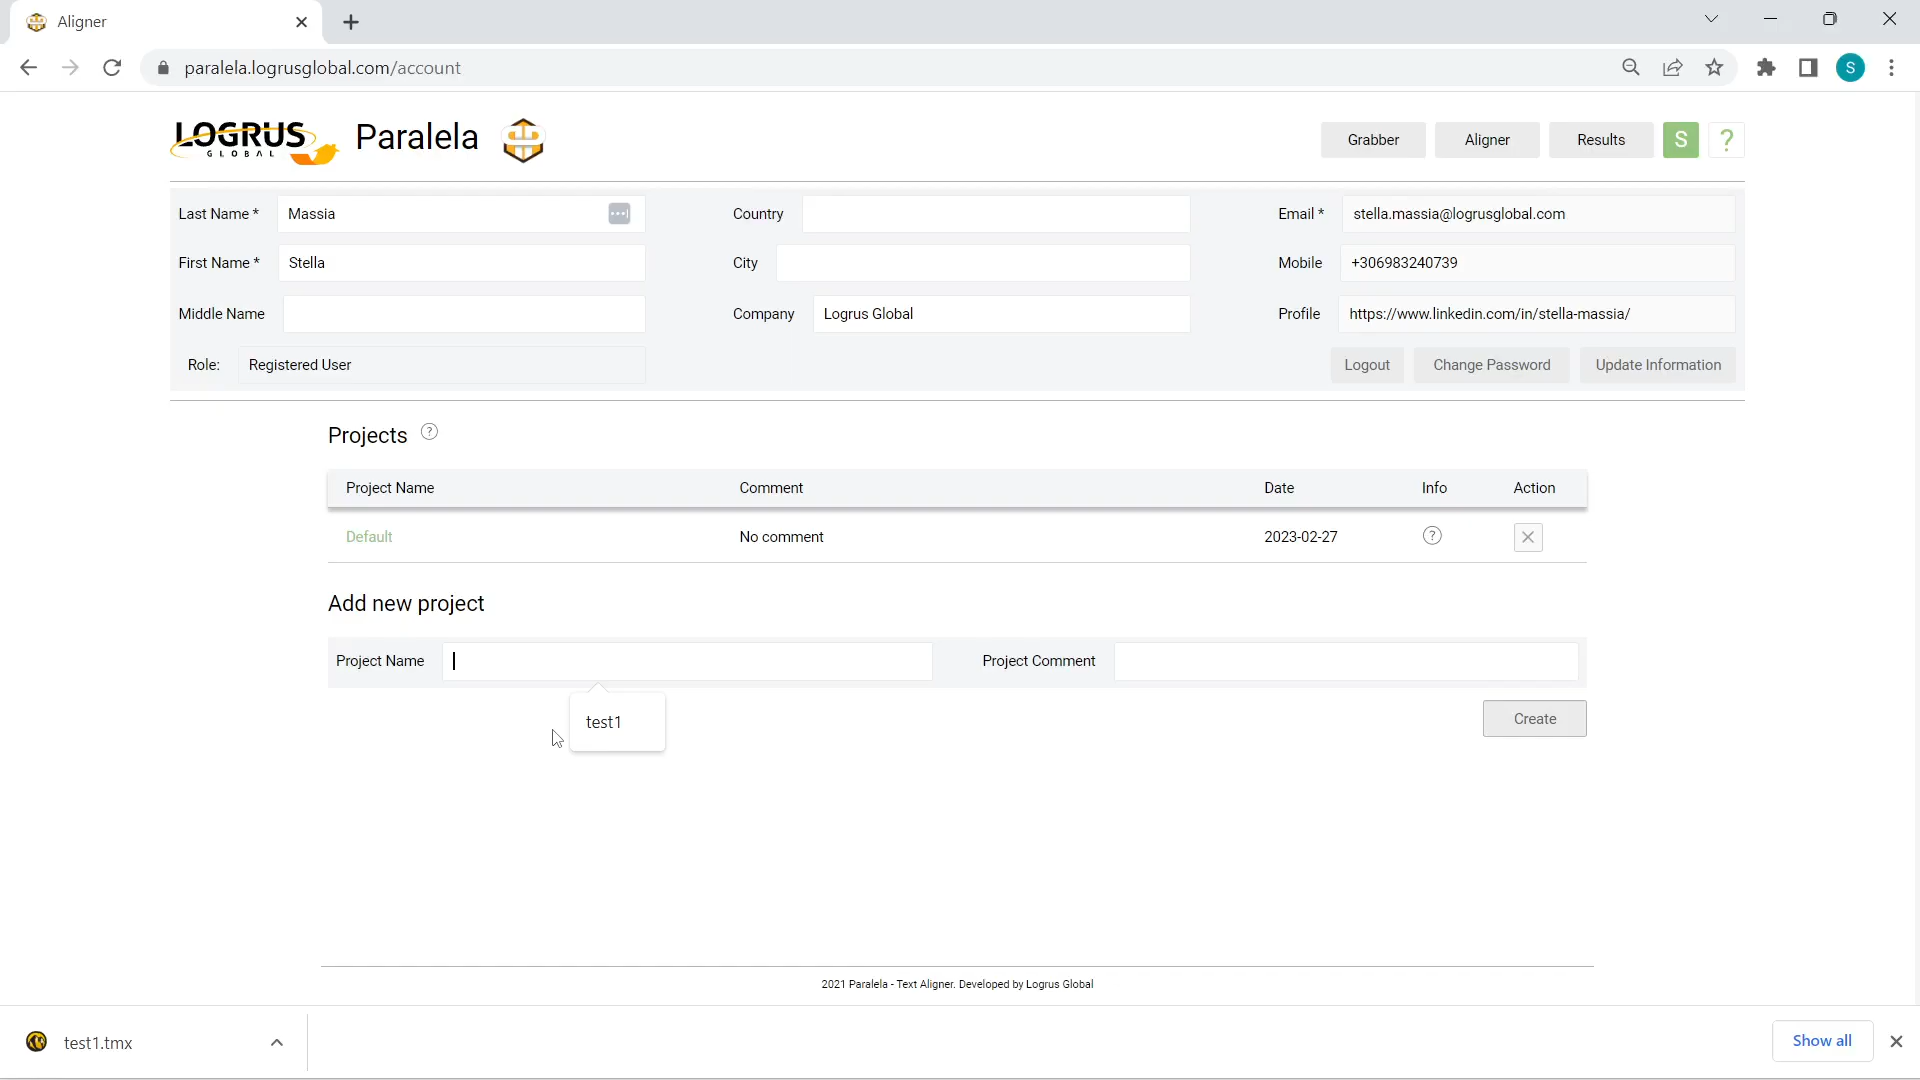 Aligner
paralela.logrusglobal.com/account
S
LOGRUS
GLOBAL
Paralela
Grabber
Aligner
Results
S
?
Last Name *
Massia
Country
Email *
stella.massia@logrusglobal.com
First Name *
Stella
City
Mobile
+306983240739
Middle Name
Company
Logrus Global
Profile
https://www.linkedin.com/in/stella-massia/
Role:
Registered User
Logout
Change Password
Update Information
Projects
?
Project Name
Comment
Date
Info
Action
Default
No comment
2023-02-27
?
Add new project
Project Name
Project Comment
test1
Create
2021 Paralela - Text Aligner. Developed by Logrus Global
test1.tmx
Show all